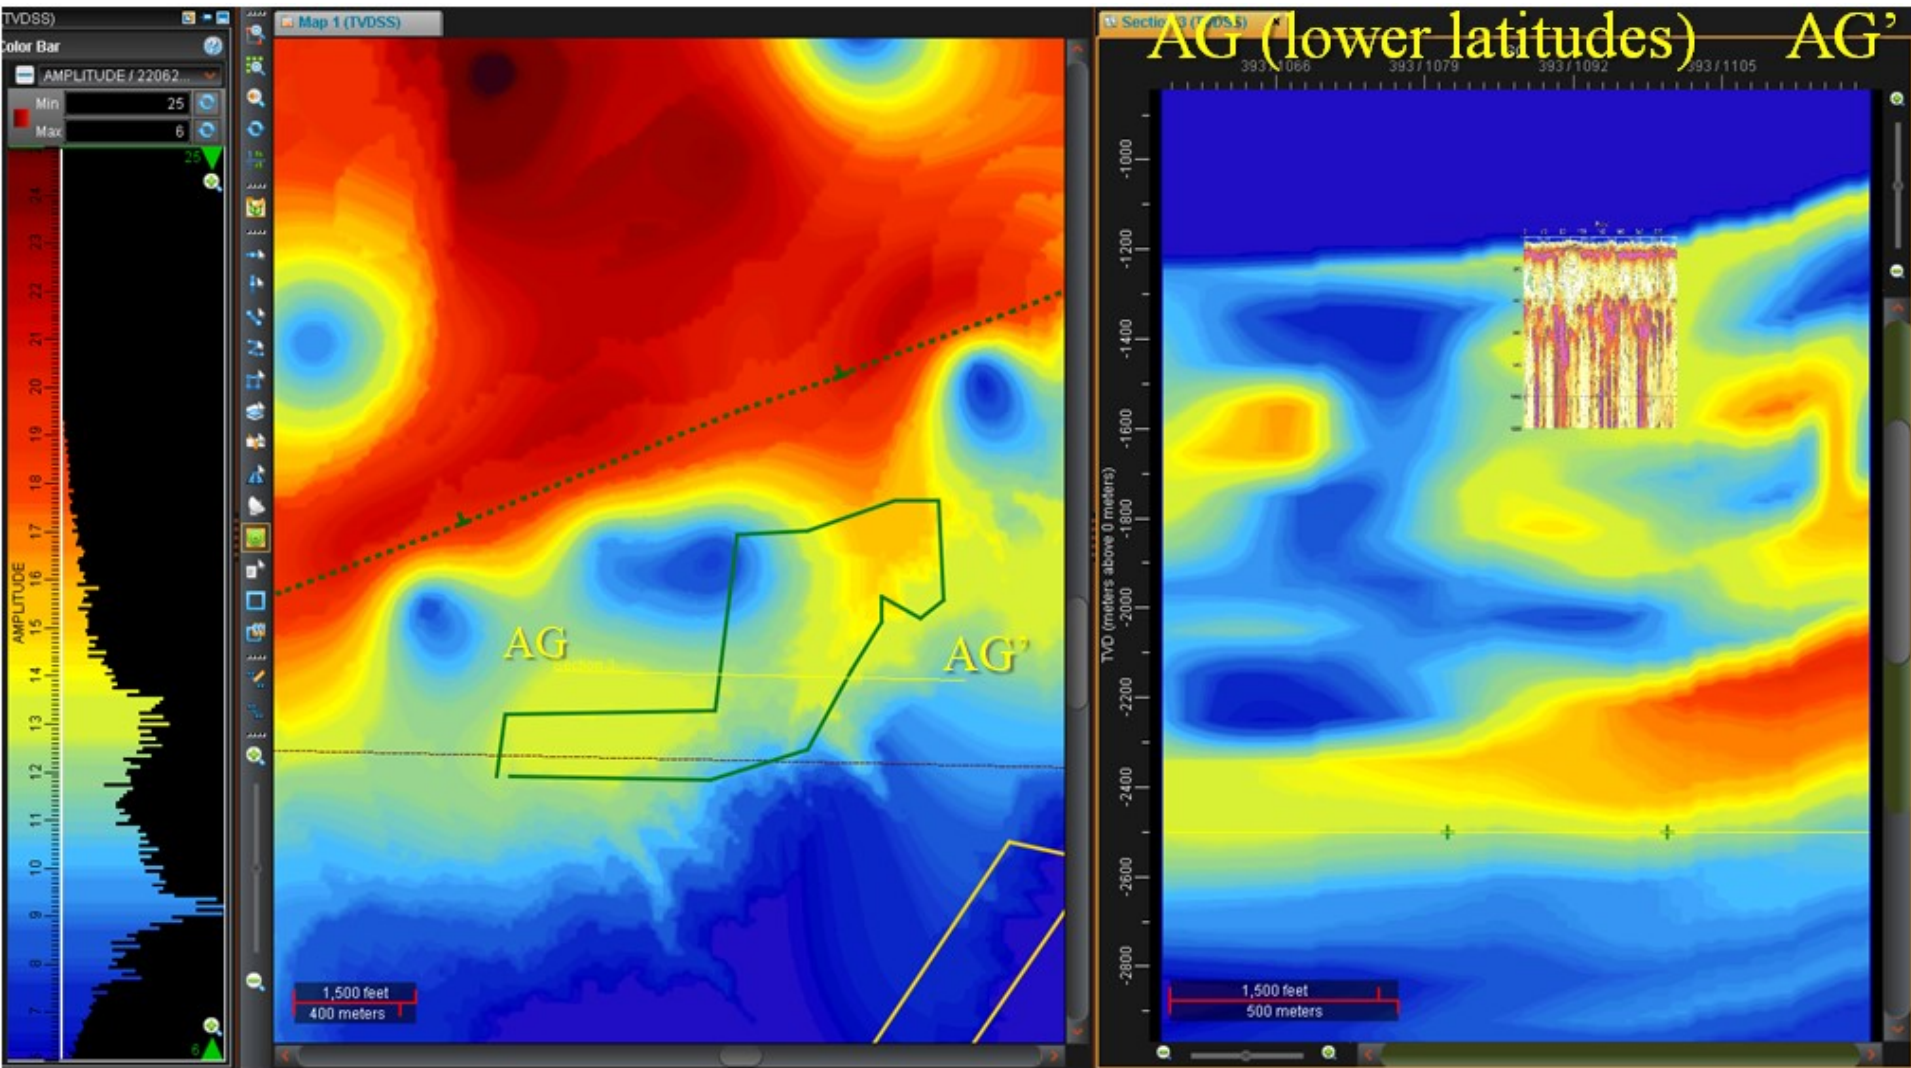 TVDSS)
Color Bar
AMPLITUDE / 22062...
Min 25
Max 6
25
24
23
22
21
20
19
18
17
16
15
14
13
12
11
10
9
8
7
6
AMPLITUDE
Map 1 (TVDSS)
AG
AG’
1,500 feet
400 meters
Section 3 (TVDSS)
AG (lower latitudes) AG’
393 / 1066 393 / 1079 393 / 1092 393 / 1105
TVD (meters above 0 meters)
-1000
-1200
-1400
-1600
-1800
-2000
-2200
-2400
-2600
-2800
1,500 feet
500 meters